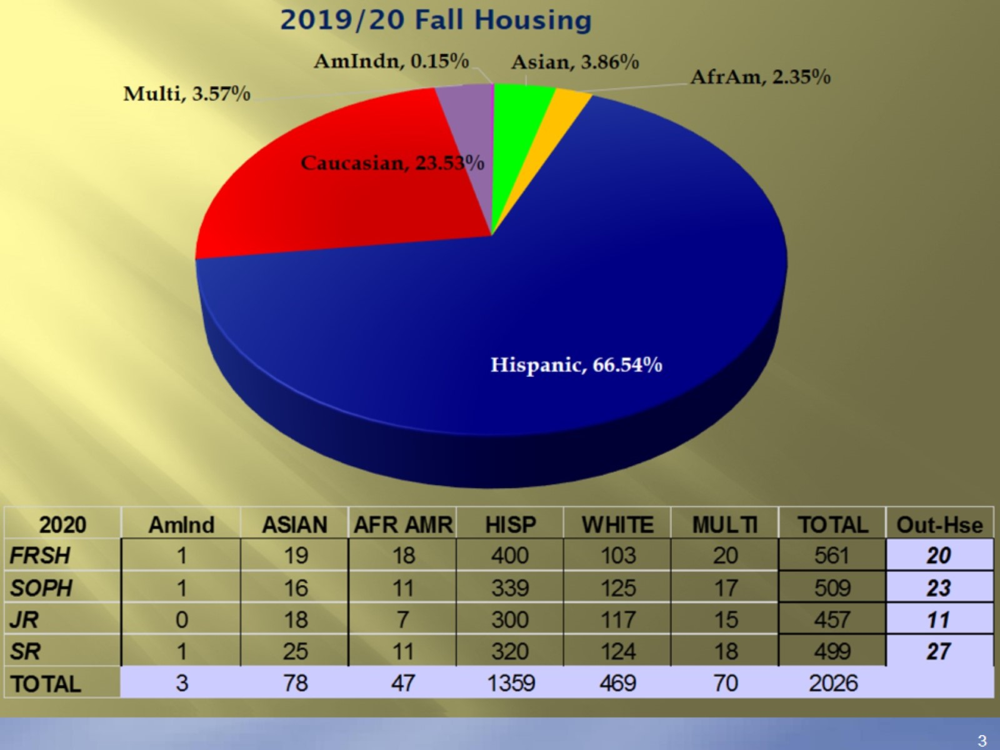 2019/20 Fall Housing
AmIndn, 0.15%
Asian, 3.86%
AfrAm, 2.35%
Multi, 3.57%
Caucasian, 23.53%
Hispanic, 66.54%
2020 AmInd ASIAN AFR AMR HISP WHITE MULTI TOTAL Out-Hse
FRSH 1 19 18 400 103 20 561 20
SOPH 1 16 11 339 125 17 509 23
JR 0 18 7 300 117 15 457 11
SR 1 25 11 320 124 18 499 27
TOTAL 3 78 47 1359 469 70 2026
3